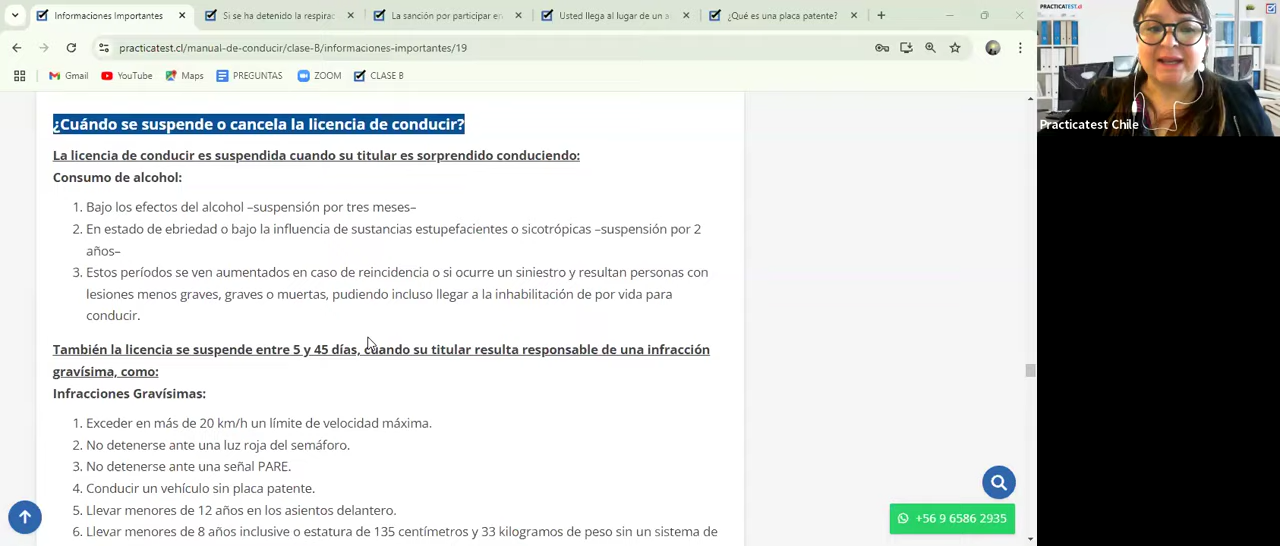 Informaciones Importantes
Si se ha detenido la respirac
La sanción por participar en
Usted llega al lugar de un a
¿Qué es una placa patente?
practicatest.cl/manual-de-conducir/clase-B/informaciones-importantes/19
Gmail
YouTube
Maps
PREGUNTAS
ZOOM
CLASE B
¿Cuándo se suspende o cancela la licencia de conducir?
La licencia de conducir es suspendida cuando su titular es sorprendido conduciendo:
Consumo de alcohol:
1. Bajo los efectos del alcohol –suspensión por tres meses–
2. En estado de ebriedad o bajo la influencia de sustancias estupefacientes o sicotrópicas –suspensión por 2
años–
3. Estos períodos se ven aumentados en caso de reincidencia o si ocurre un siniestro y resultan personas con
lesiones menos graves, graves o muertas, pudiendo incluso llegar a la inhabilitación de por vida para
conducir.
También la licencia se suspende entre 5 y 45 días, cuando su titular resulta responsable de una infracción
gravísima, como:
Infracciones Gravísimas:
1. Exceder en más de 20 km/h un límite de velocidad máxima.
2. No detenerse ante una luz roja del semáforo.
3. No detenerse ante una señal PARE.
4. Conducir un vehículo sin placa patente.
5. Llevar menores de 12 años en los asientos delantero.
6. Llevar menores de 8 años inclusive o estatura de 135 centímetros y 33 kilogramos de peso sin un sistema de
+56 9 6586 2935
PRACTICATEST.cl
Practicatest Chile